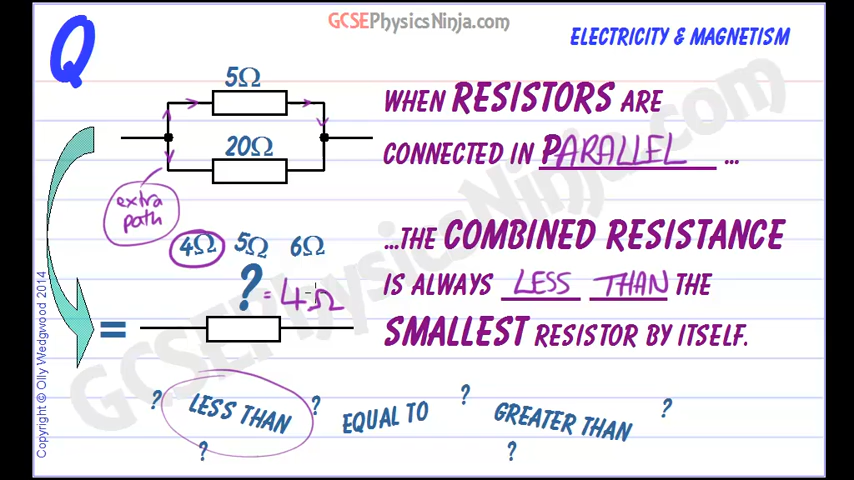 GCSEPhysicsNinja.com
Q
ELECTRICITY & MAGNETISM
5Ω
20Ω
extra
path
WHEN RESISTORS ARE
CONNECTED IN PARALLEL ...
4Ω 5Ω 6Ω
? = 4Ω
=
...THE COMBINED RESISTANCE
IS ALWAYS LESS THAN THE
SMALLEST RESISTOR BY ITSELF.
? LESS THAN ? EQUAL TO ? GREATER THAN ?
? ?
Copyright © Olly Wedgwood 2014
GCSEPhysicsNinja.com